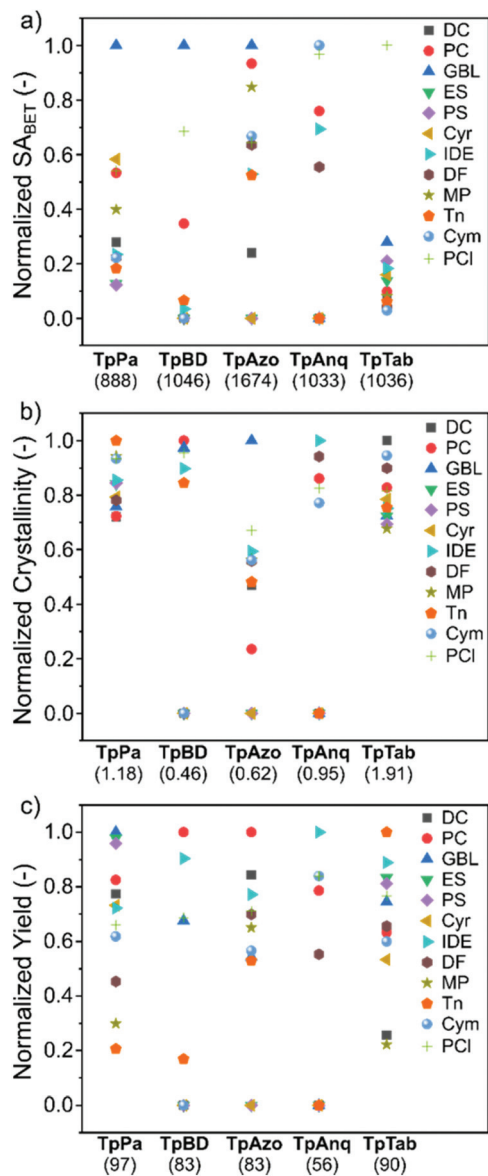 a)
Normalized SA_BET (-)
1.0
0.8
0.6
0.4
0.2
0.0
DC
PC
GBL
ES
PS
Cyr
IDE
DF
MP
Tn
Cym
PCl
TpPa TpBD TpAzo TpAnq TpTab
(888) (1046) (1674) (1033) (1036)
b)
Normalized Crystallinity (-)
1.0
0.8
0.6
0.4
0.2
0.0
DC
PC
GBL
ES
PS
Cyr
IDE
DF
MP
Tn
Cym
PCl
TpPa TpBD TpAzo TpAnq TpTab
(1.18) (0.46) (0.62) (0.95) (1.91)
c)
Normalized Yield (-)
1.0
0.8
0.6
0.4
0.2
0.0
DC
PC
GBL
ES
PS
Cyr
IDE
DF
MP
Tn
Cym
PCl
TpPa TpBD TpAzo TpAnq TpTab
(97) (83) (83) (56) (90)